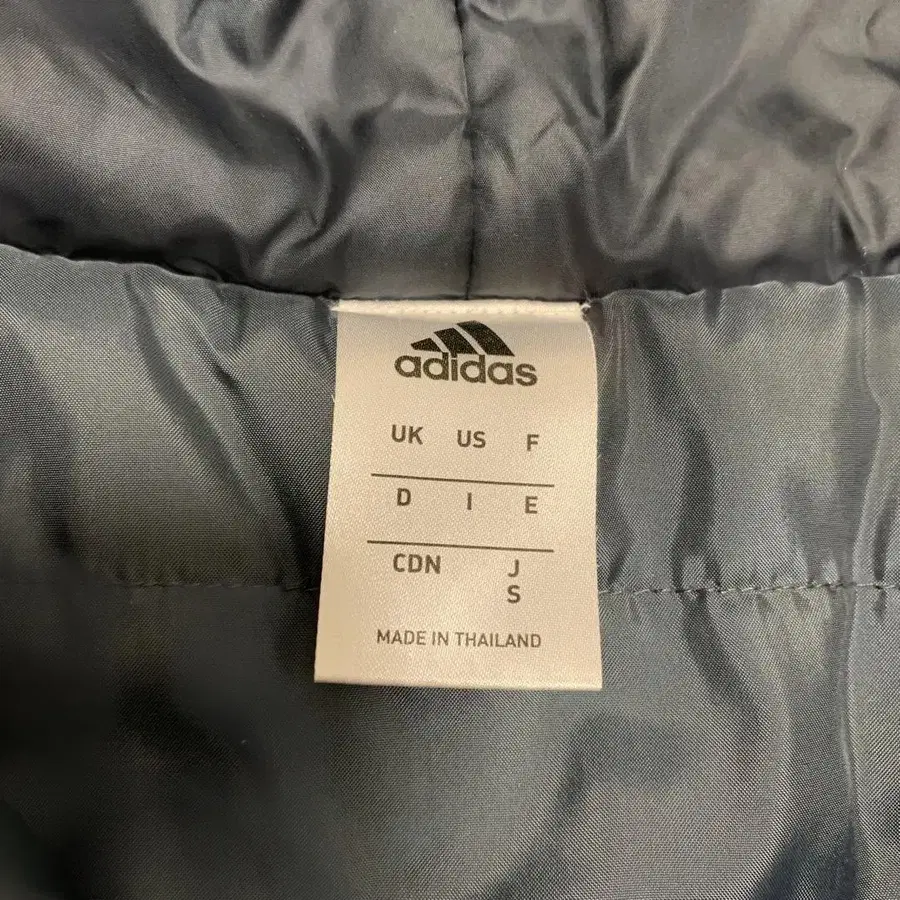 adidas
UK US F
D I E
CDN J
S
MADE IN THAILAND